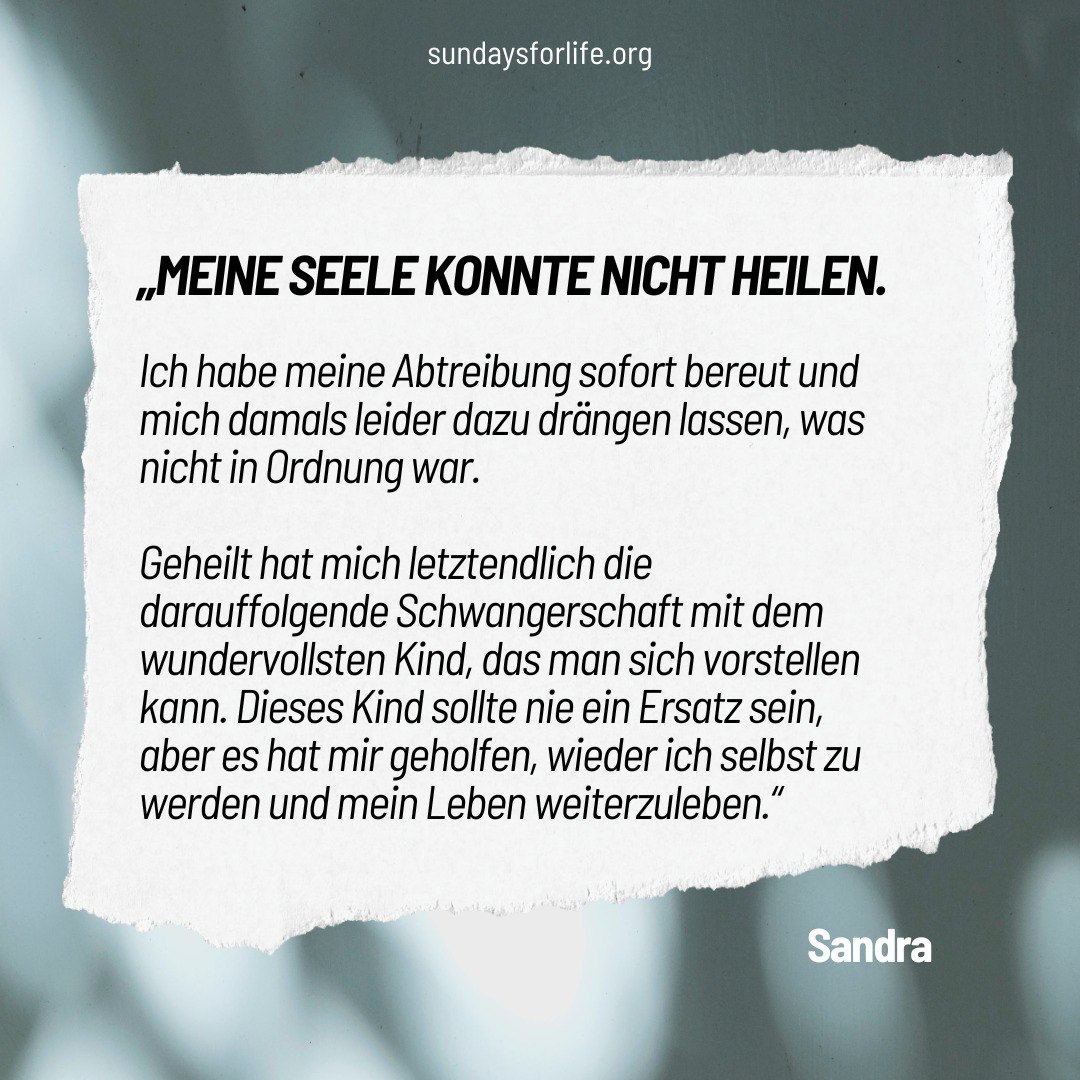 sundaysforlife.org
„MEINE SEELE KONNTE NICHT HEILEN.
Ich habe meine Abtreibung sofort bereut und
mich damals leider dazu drängen lassen, was
nicht in Ordnung war.
Geheilt hat mich letztendlich die
darauffolgende Schwangerschaft mit dem
wundervollsten Kind, das man sich vorstellen
kann. Dieses Kind sollte nie ein Ersatz sein,
aber es hat mir geholfen, wieder ich selbst zu
werden und mein Leben weiterzuleben.“
Sandra